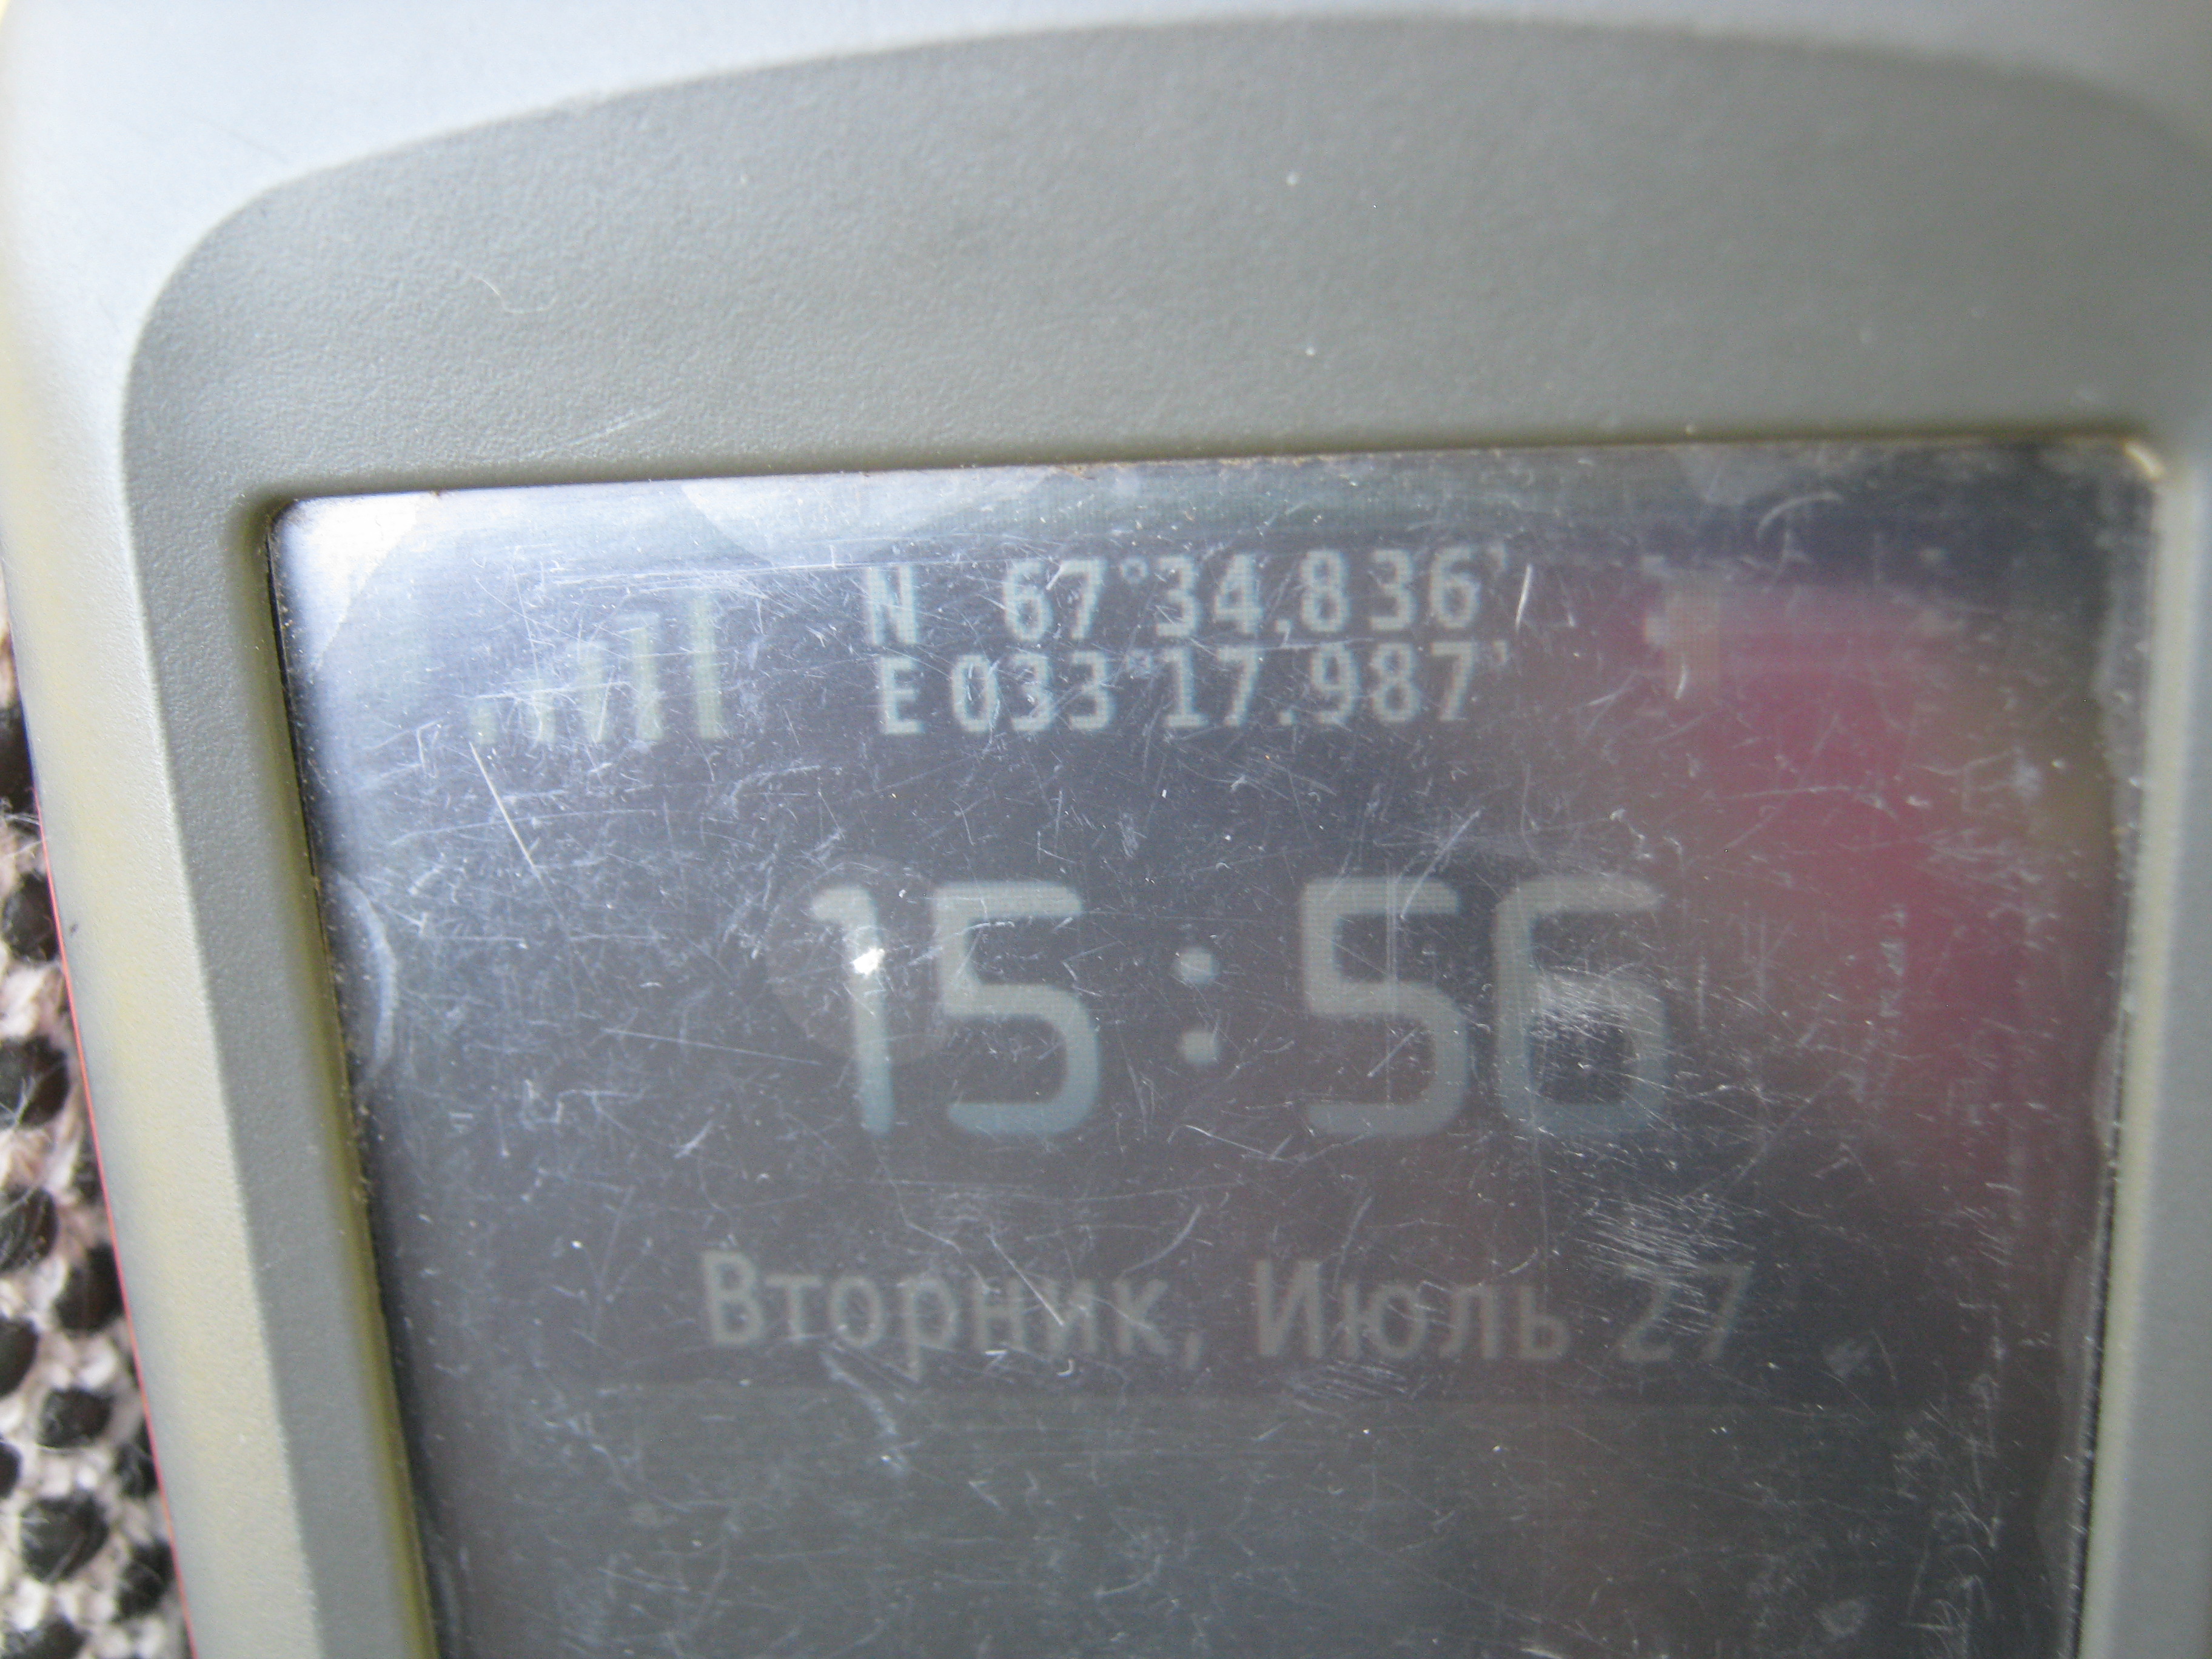 N 67°34.836'
E 033°17.987'
15:56
Вторник, Июль 27